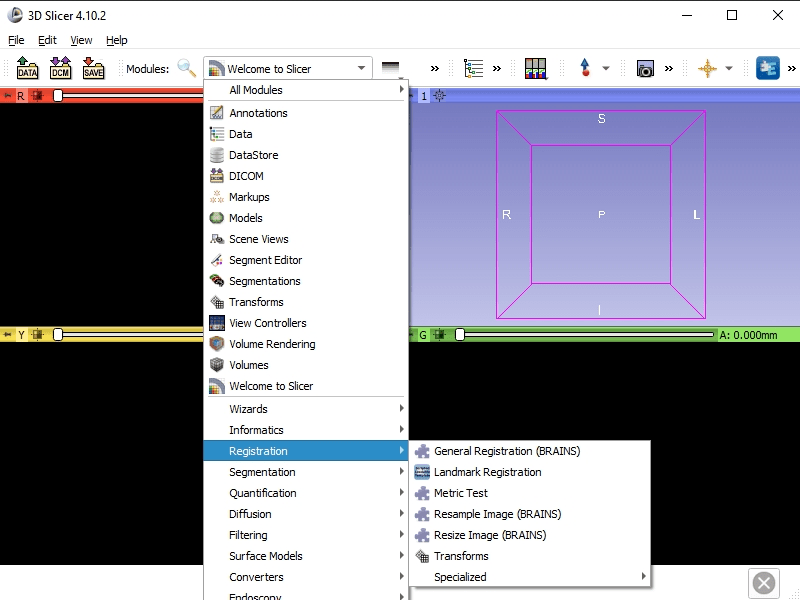 3D Slicer 4.10.2
File Edit View Help
DATA DCM SAVE Modules: Welcome to Slicer
All Modules
Annotations
Data
DataStore
DICOM
Markups
Models
Scene Views
Segment Editor
Segmentations
Transforms
View Controllers
Volume Rendering
Volumes
Welcome to Slicer
Wizards
Informatics
Registration
Segmentation
Quantification
Diffusion
Filtering
Surface Models
Converters
Endoscopy
General Registration (BRAINS)
Landmark Registration
Metric Test
Resample Image (BRAINS)
Resize Image (BRAINS)
Transforms
Specialized
R
1
S
R P L
I
Y
G A: 0.000mm